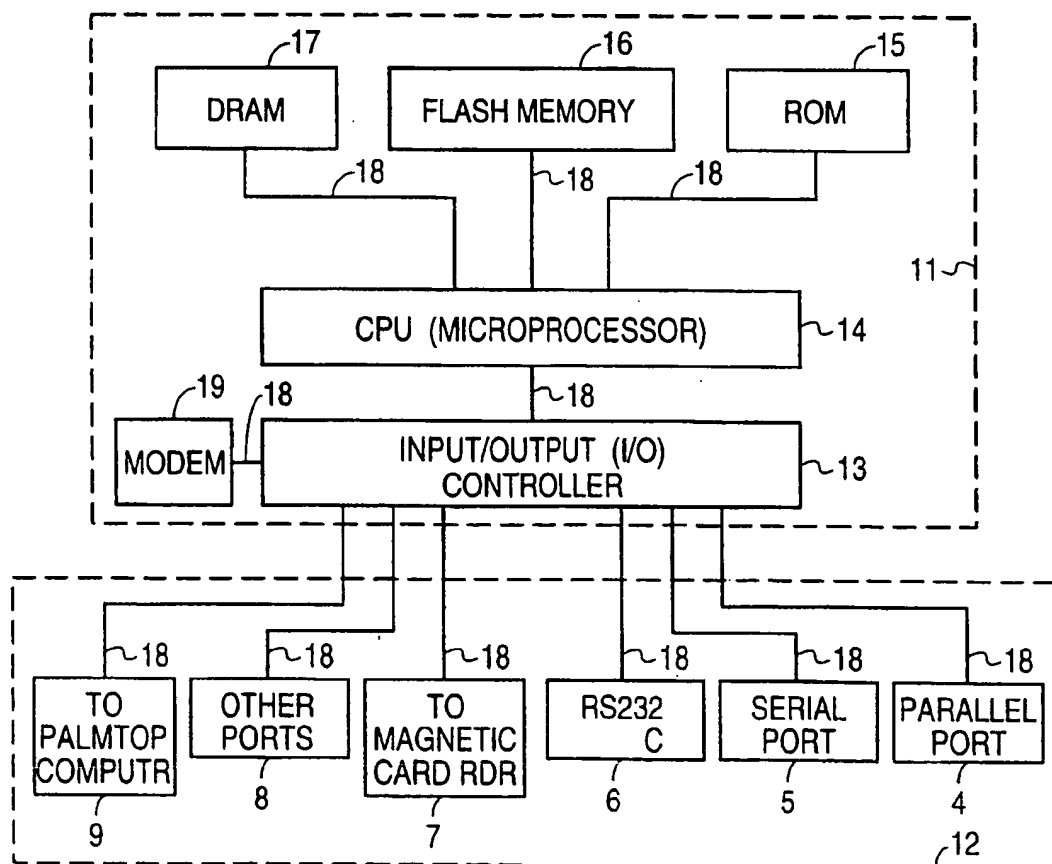 17
16
15
DRAM
FLASH MEMORY
ROM
18
18
18
11
CPU (MICROPROCESSOR)
14
18
19
18
MODEM
INPUT/OUTPUT (I/O)
CONTROLLER
13
18
18
18
18
18
18
TO
PALMTOP
COMPUTR
OTHER
PORTS
TO
MAGNETIC
CARD RDR
RS232
C
SERIAL
PORT
PARALLEL
PORT
9
8
7
6
5
4
12